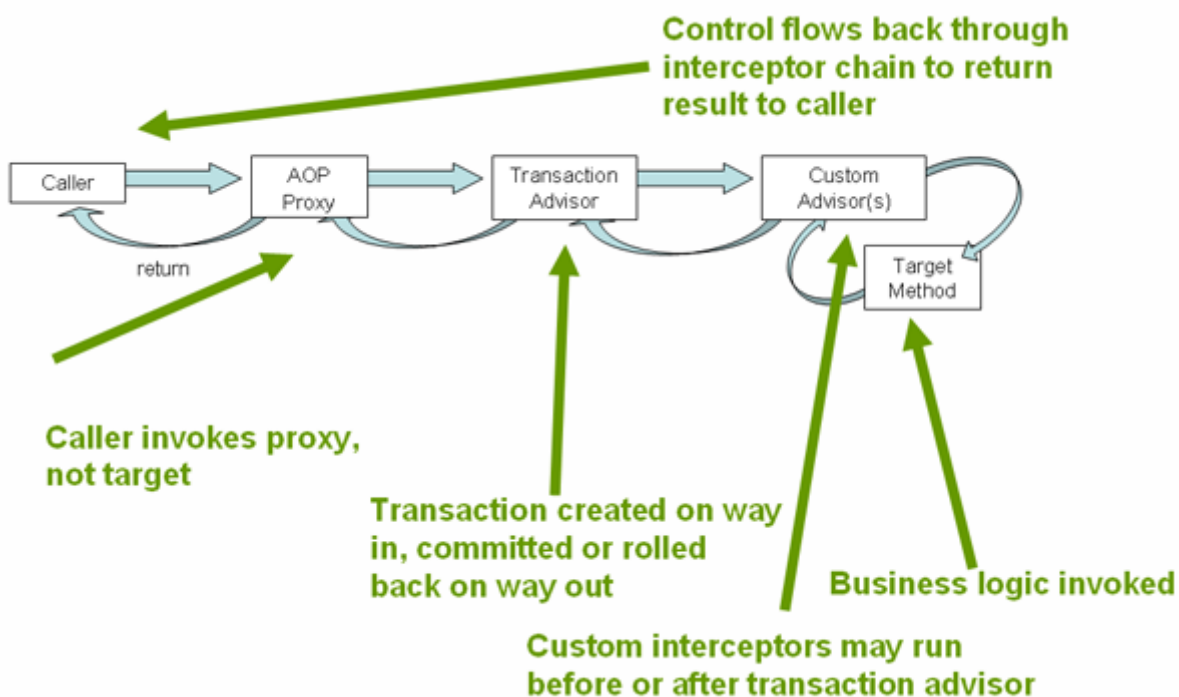 Control flows back through
interceptor chain to return
result to caller
Caller
AOP
Proxy
Transaction
Advisor
Custom
Advisor(s)
return
Target
Method
Caller invokes proxy,
not target
Transaction created on way
in, committed or rolled
back on way out
Business logic invoked
Custom interceptors may run
before or after transaction advisor